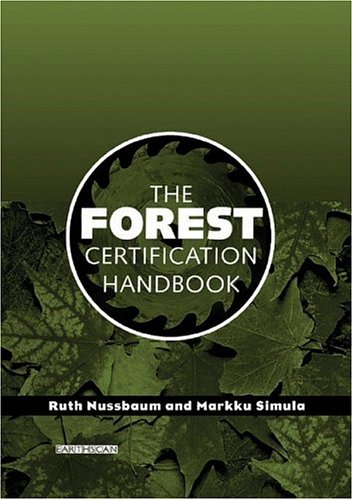 THE
FOREST
CERTIFICATION
HANDBOOK
Ruth Nussbaum and Markku Simula
EARTHSCAN